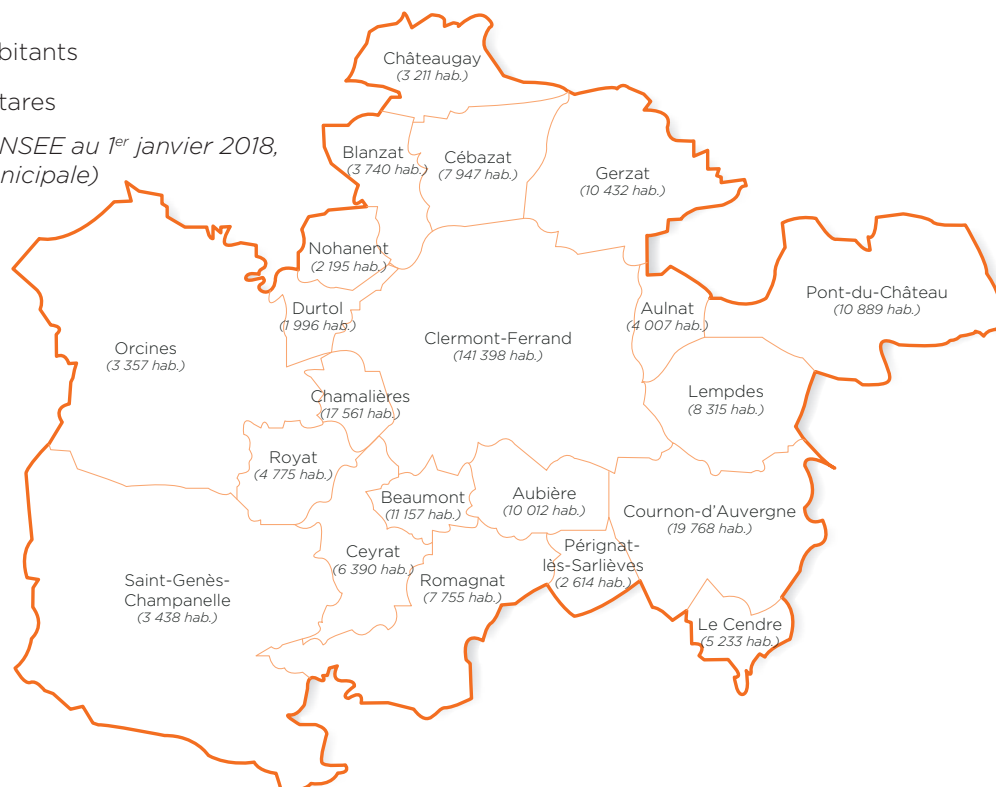 bitants
tares
NSEE au 1er janvier 2018,
nicipale)
Châteaugay
(3 211 hab.)
Blanzat
(3 740 hab.)
Cébazat
(7 947 hab.)
Gerzat
(10 432 hab.)
Nohanent
(2 195 hab.)
Durtol
(1 996 hab.)
Clermont-Ferrand
(141 398 hab.)
Aulnat
(4 007 hab.)
Pont-du-Château
(10 889 hab.)
Orcines
(3 357 hab.)
Chamalières
(17 561 hab.)
Lempdes
(8 315 hab.)
Royat
(4 775 hab.)
Beaumont
(11 157 hab.)
Aubière
(10 012 hab.)
Cournon-d'Auvergne
(19 768 hab.)
Ceyrat
(6 390 hab.)
Pérignat-
lès-Sarlièves
(2 614 hab.)
Romagnat
(7 755 hab.)
Saint-Genès-
Champanelle
(3 438 hab.)
Le Cendre
(5 233 hab.)